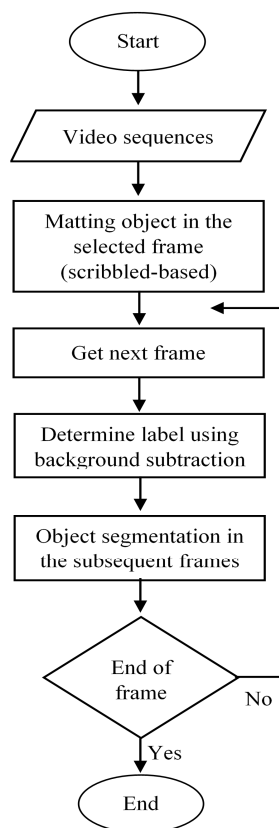 Start
Video sequences
Matting object in the
selected frame
(scribbled-based)
Get next frame
Determine label using
background subtraction
Object segmentation in
the subsequent frames
End of
frame
No
Yes
End